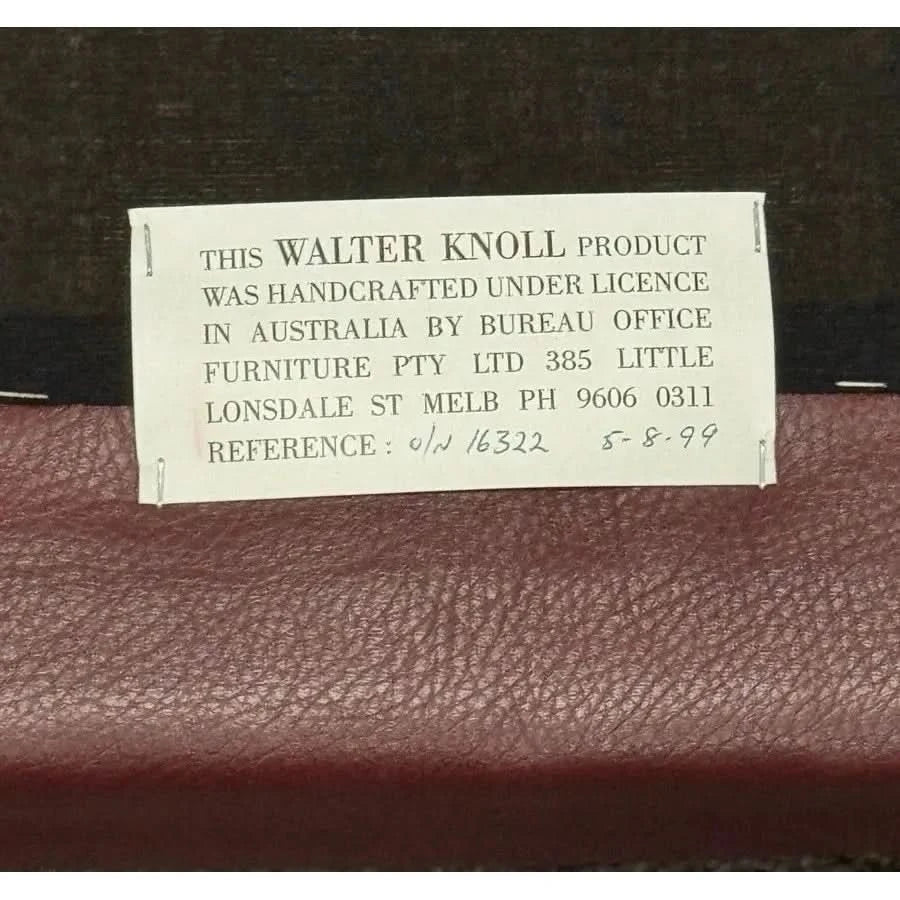 THIS WALTER KNOLL PRODUCT
WAS HANDCRAFTED UNDER LICENCE
IN AUSTRALIA BY BUREAU OFFICE
FURNITURE PTY LTD 385 LITTLE
LONSDALE ST MELB PH 9606 0311
REFERENCE: O/N 16322 5-8-99